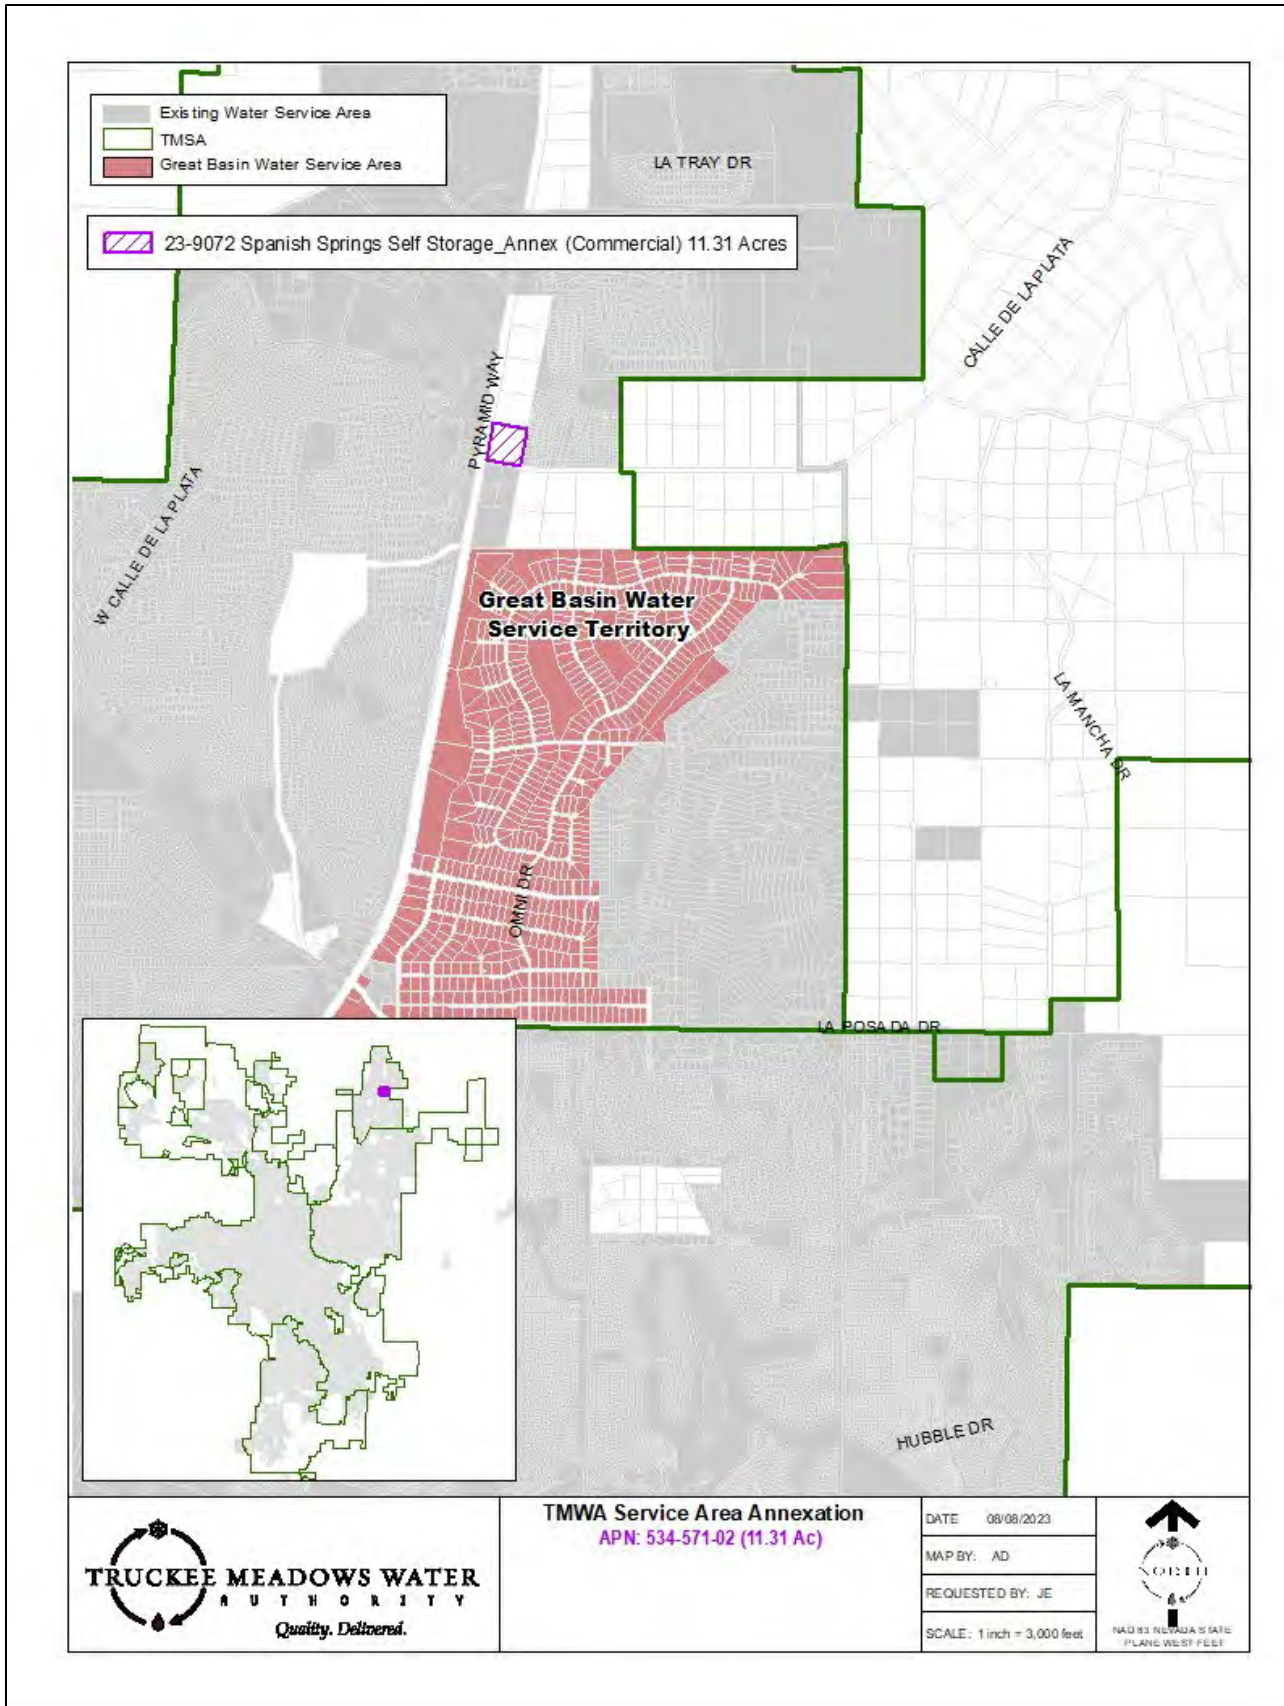 Existing Water Service Area
TMSA
Great Basin Water Service Area
LA TRAY DR
23-9072 Spanish Springs Self Storage_Annex (Commercial) 11.31 Acres
CALLE DE LA PLATA
PYRAMID WAY
W CALLE DE LA PLATA
Great Basin Water
Service Territory
LA MANCHA DR
OMNI DR
LA POSADA DR
HUBBLE DR
TRUCKEE MEADOWS WATER
AUTHORITY
Quality. Delivered.
TMWA Service Area Annexation
APN: 534-571-02 (11.31 Ac)
DATE 08/08/2023
MAP BY: AD
REQUESTED BY: JE
SCALE: 1 inch = 3,000 feet
NORTH
NAD 83 NEVADA STATE
PLANE WEST FEET